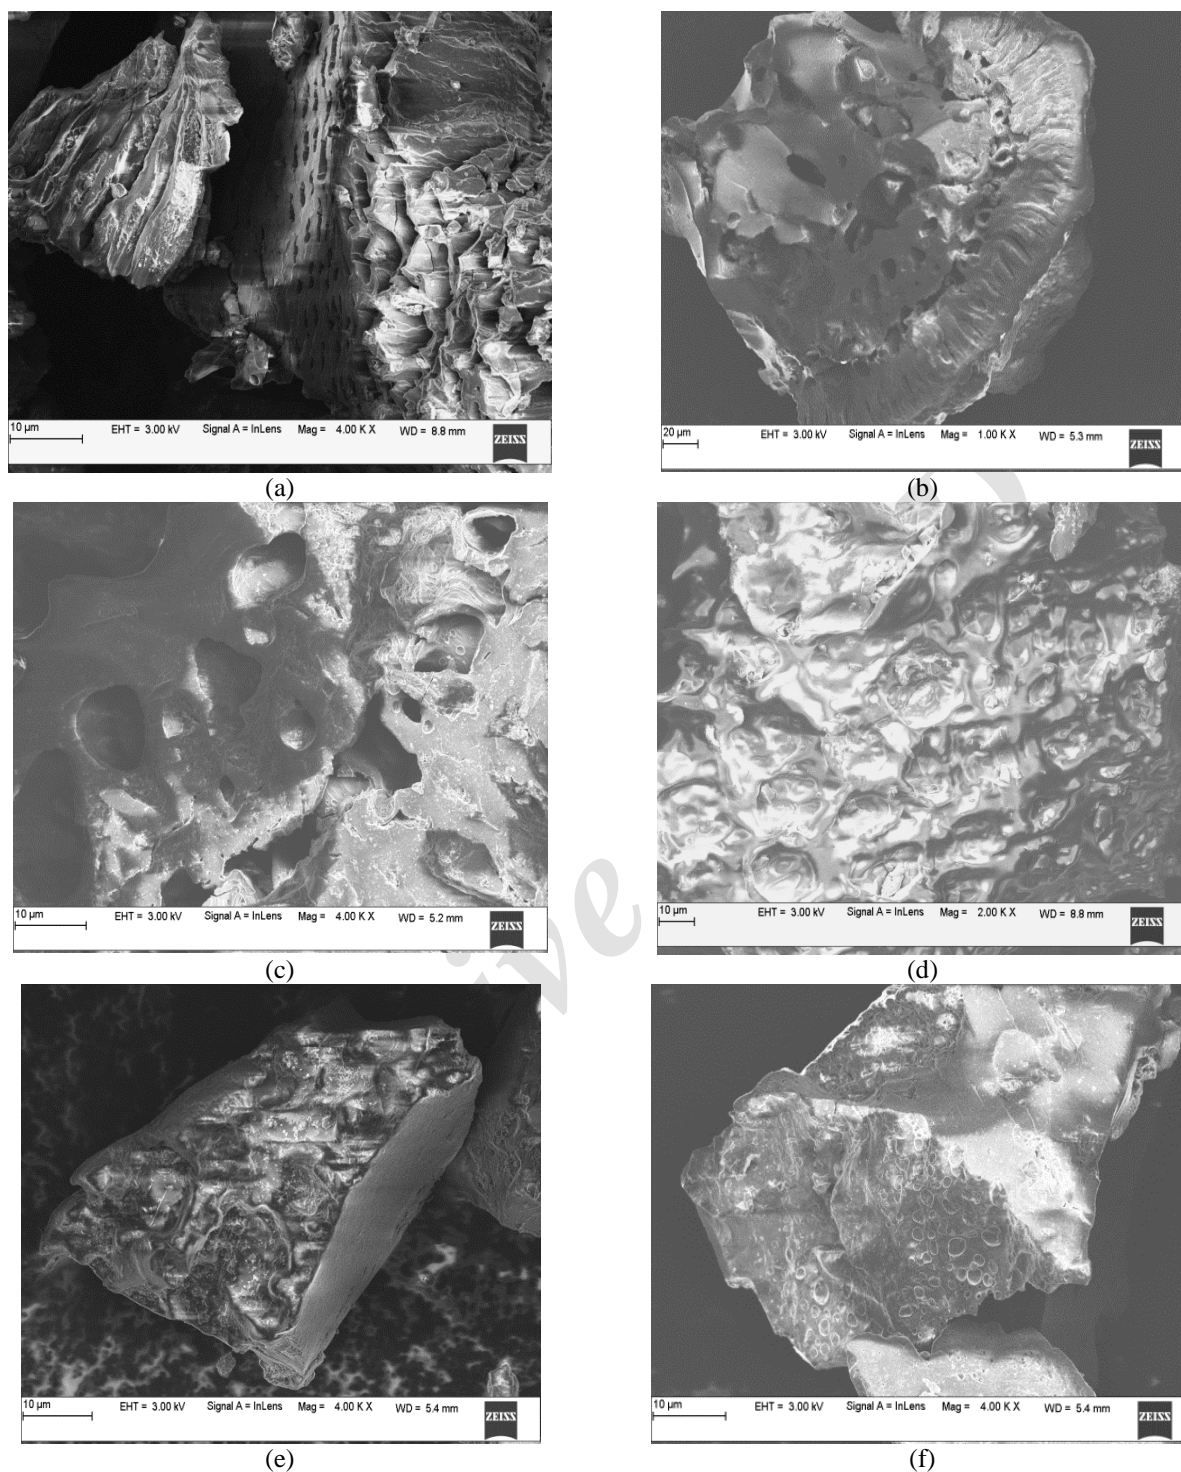 10 µm EHT = 3.00 kV Signal A = InLens Mag = 4.00 K X WD = 8.8 mm ZEISS
20 µm EHT = 3.00 kV Signal A = InLens Mag = 1.00 K X WD = 5.3 mm ZEISS
(a)
(b)
10 µm EHT = 3.00 kV Signal A = InLens Mag = 4.00 K X WD = 5.2 mm ZEISS
10 µm EHT = 3.00 kV Signal A = InLens Mag = 2.00 K X WD = 8.8 mm ZEISS
(c)
(d)
ive
10 µm EHT = 3.00 kV Signal A = InLens Mag = 4.00 K X WD = 5.4 mm ZEISS
10 µm EHT = 3.00 kV Signal A = InLens Mag = 4.00 K X WD = 5.4 mm ZEISS
(e)
(f)